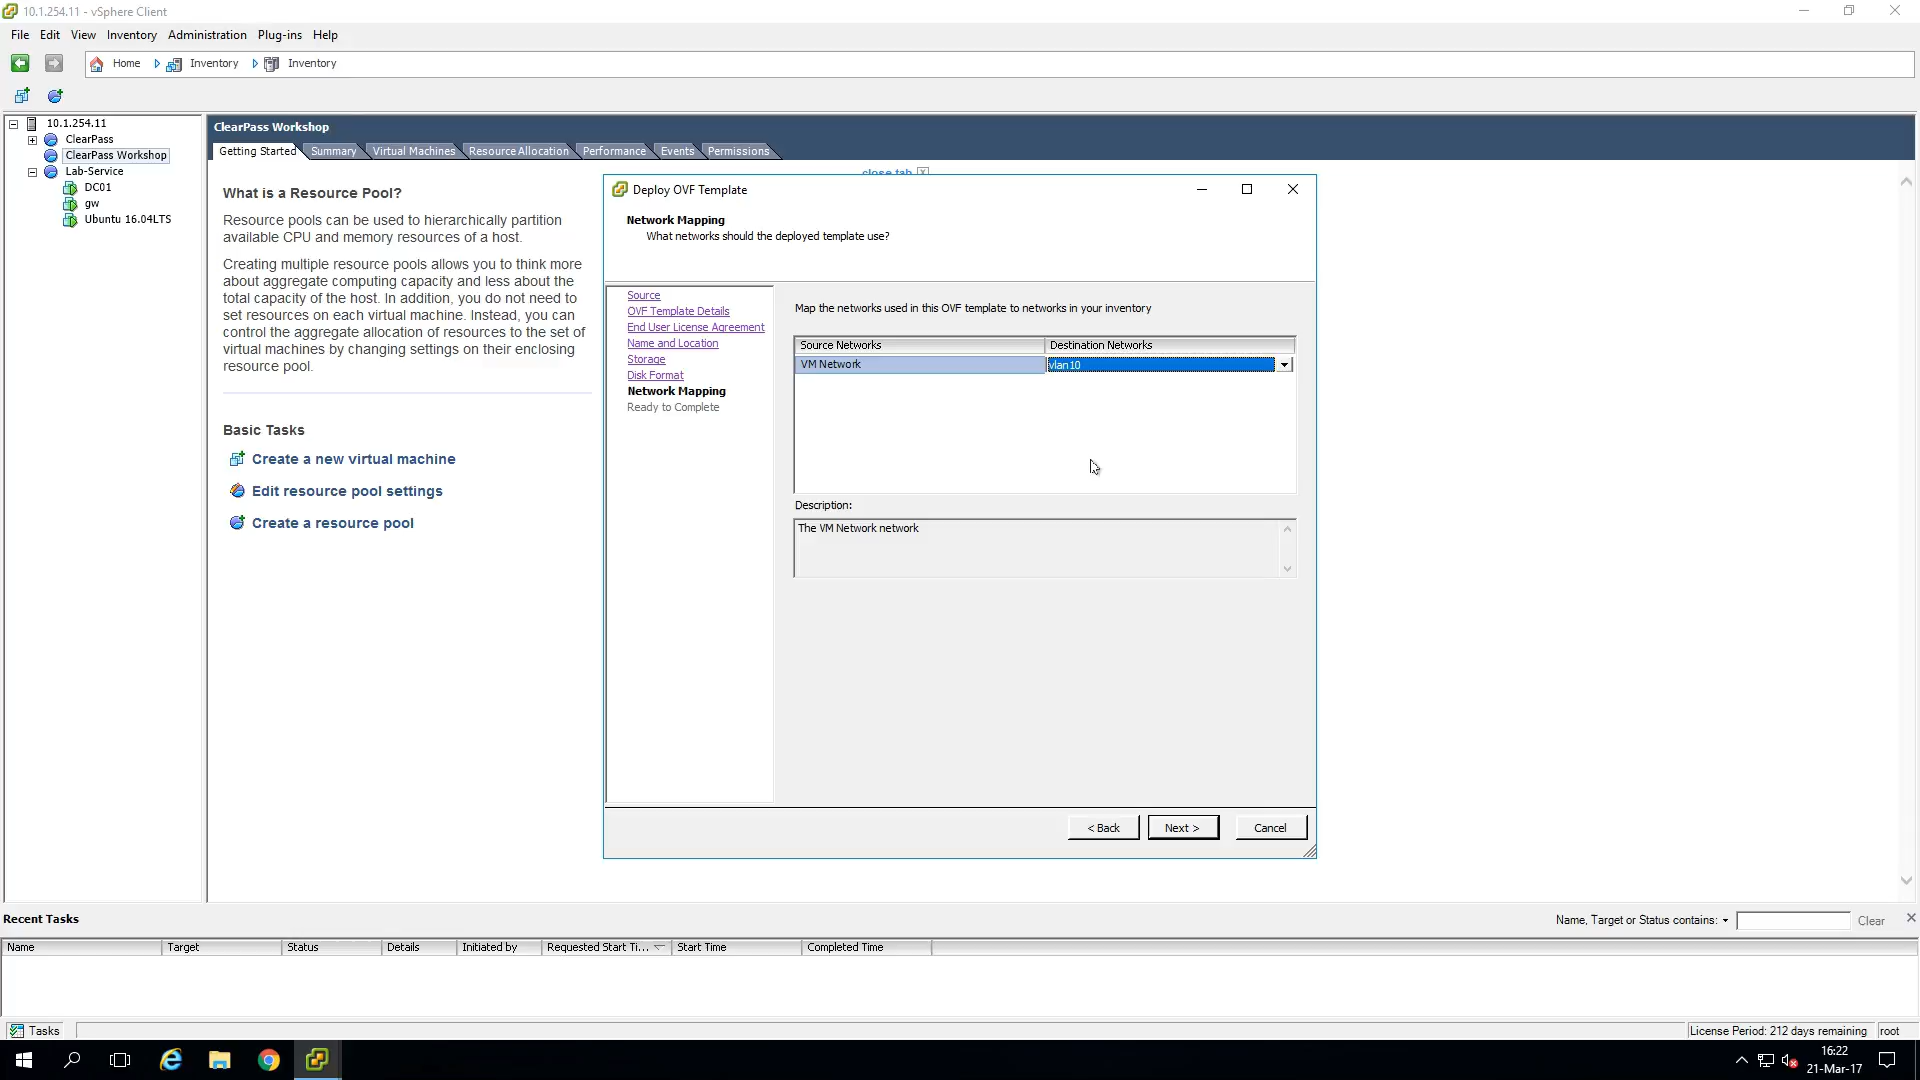 10.1.254.11 - vSphere Client
File Edit View Inventory Administration Plug-ins Help
Home Inventory Inventory
10.1.254.11
ClearPass
ClearPass Workshop
Lab-Service
DC01
gw
Ubuntu 16.04LTS
ClearPass Workshop
Getting Started Summary Virtual Machines Resource Allocation Performance Events Permissions
close tab
What is a Resource Pool?
Resource pools can be used to hierarchically partition
available CPU and memory resources of a host.
Creating multiple resource pools allows you to think more
about aggregate computing capacity and less about the
total capacity of the host. In addition, you do not need to
set resources on each virtual machine. Instead, you can
control the aggregate allocation of resources to the set of
virtual machines by changing settings on their enclosing
resource pool.
Basic Tasks
Create a new virtual machine
Edit resource pool settings
Create a resource pool
Deploy OVF Template
Network Mapping
What networks should the deployed template use?
Source
OVF Template Details
End User License Agreement
Name and Location
Storage
Disk Format
Network Mapping
Ready to Complete
Map the networks used in this OVF template to networks in your inventory
Source Networks Destination Networks
VM Network vlan10
Description:
The VM Network network
< Back Next > Cancel
Recent Tasks
Name, Target or Status contains: Clear
Name Target Status Details Initiated by Requested Start Ti... Start Time Completed Time
Tasks
License Period: 212 days remaining root
16:22
21-Mar-17